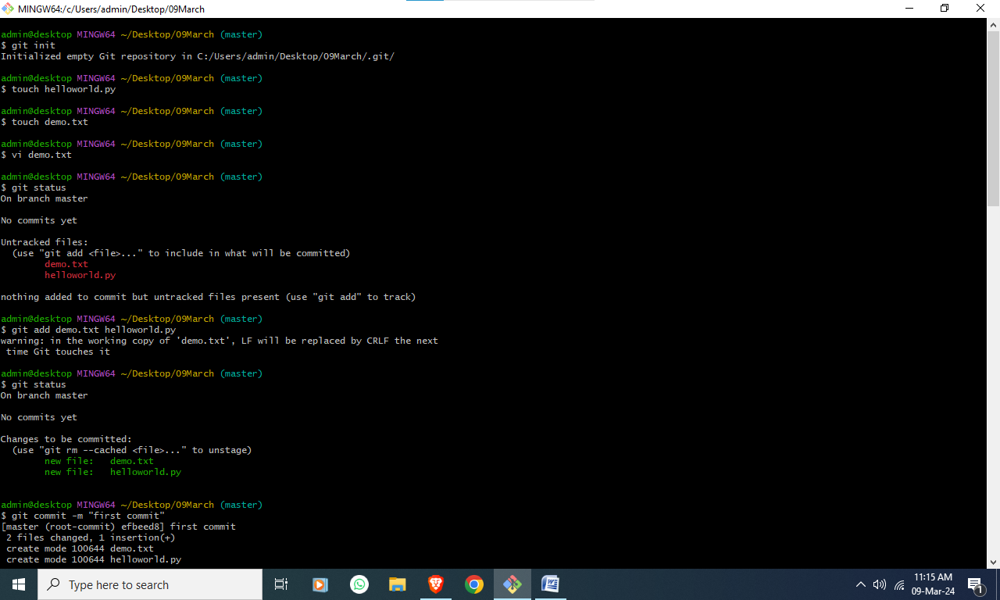 MINGW64:/c/Users/admin/Desktop/09March
admin@desktop MINGW64 ~/Desktop/09March (master)
$ git init
Initialized empty Git repository in C:/Users/admin/Desktop/09March/.git/
admin@desktop MINGW64 ~/Desktop/09March (master)
$ touch helloworld.py
admin@desktop MINGW64 ~/Desktop/09March (master)
$ touch demo.txt
admin@desktop MINGW64 ~/Desktop/09March (master)
$ vi demo.txt
admin@desktop MINGW64 ~/Desktop/09March (master)
$ git status
On branch master
No commits yet
Untracked files:
  (use "git add <file>..." to include in what will be committed)
        demo.txt
        helloworld.py
nothing added to commit but untracked files present (use "git add" to track)
admin@desktop MINGW64 ~/Desktop/09March (master)
$ git add demo.txt helloworld.py
warning: in the working copy of 'demo.txt', LF will be replaced by CRLF the next
 time Git touches it
admin@desktop MINGW64 ~/Desktop/09March (master)
$ git status
On branch master
No commits yet
Changes to be committed:
  (use "git rm --cached <file>..." to unstage)
        new file:   demo.txt
        new file:   helloworld.py
admin@desktop MINGW64 ~/Desktop/09March (master)
$ git commit -m "first commit"
[master (root-commit) efbeed8] first commit
 2 files changed, 1 insertion(+)
 create mode 100644 demo.txt
 create mode 100644 helloworld.py
Type here to search
WE
11:15 AM
09-Mar-24
1